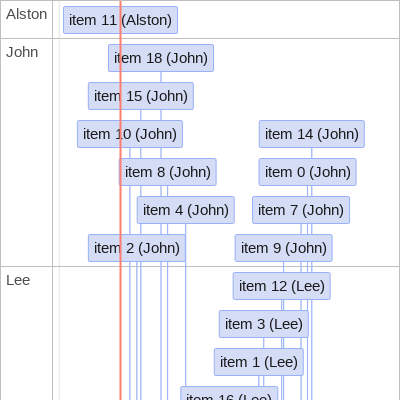 Alston
item 11 (Alston)
John
item 18 (John)
item 15 (John)
item 10 (John)
item 14 (John)
item 8 (John)
item 0 (John)
item 4 (John)
item 7 (John)
item 2 (John)
item 9 (John)
Lee
item 12 (Lee)
item 3 (Lee)
item 1 (Lee)
item 16 (Lee)